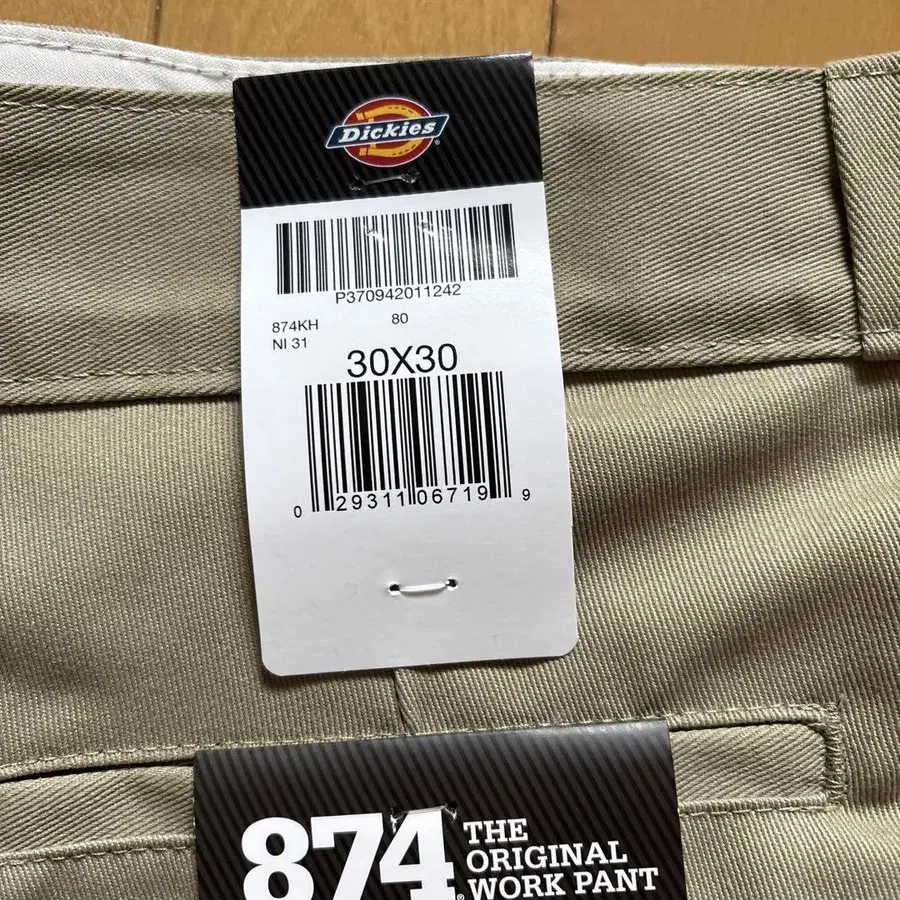 Dickies
P370942011242
874KH 80
NI 31
30X30
0 29311 06719 9
874 THE
ORIGINAL
WORK PANT